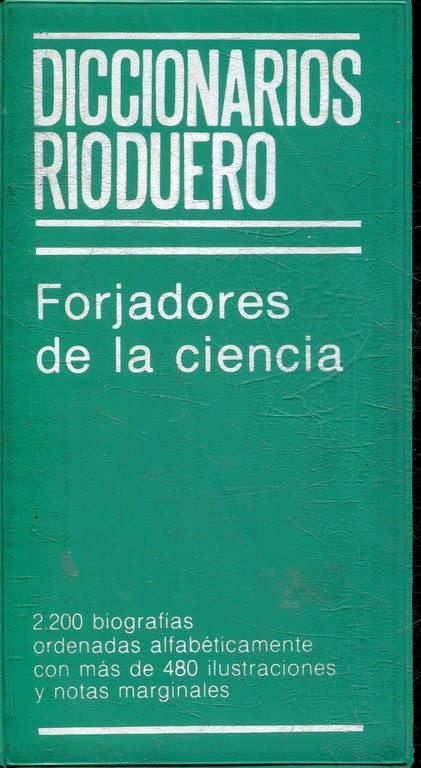 DICCIONARIOS
RIODUERO
Forjadores
de la ciencia
2.200 biografías
ordenadas alfabéticamente
con más de 480 ilustraciones
y notas marginales